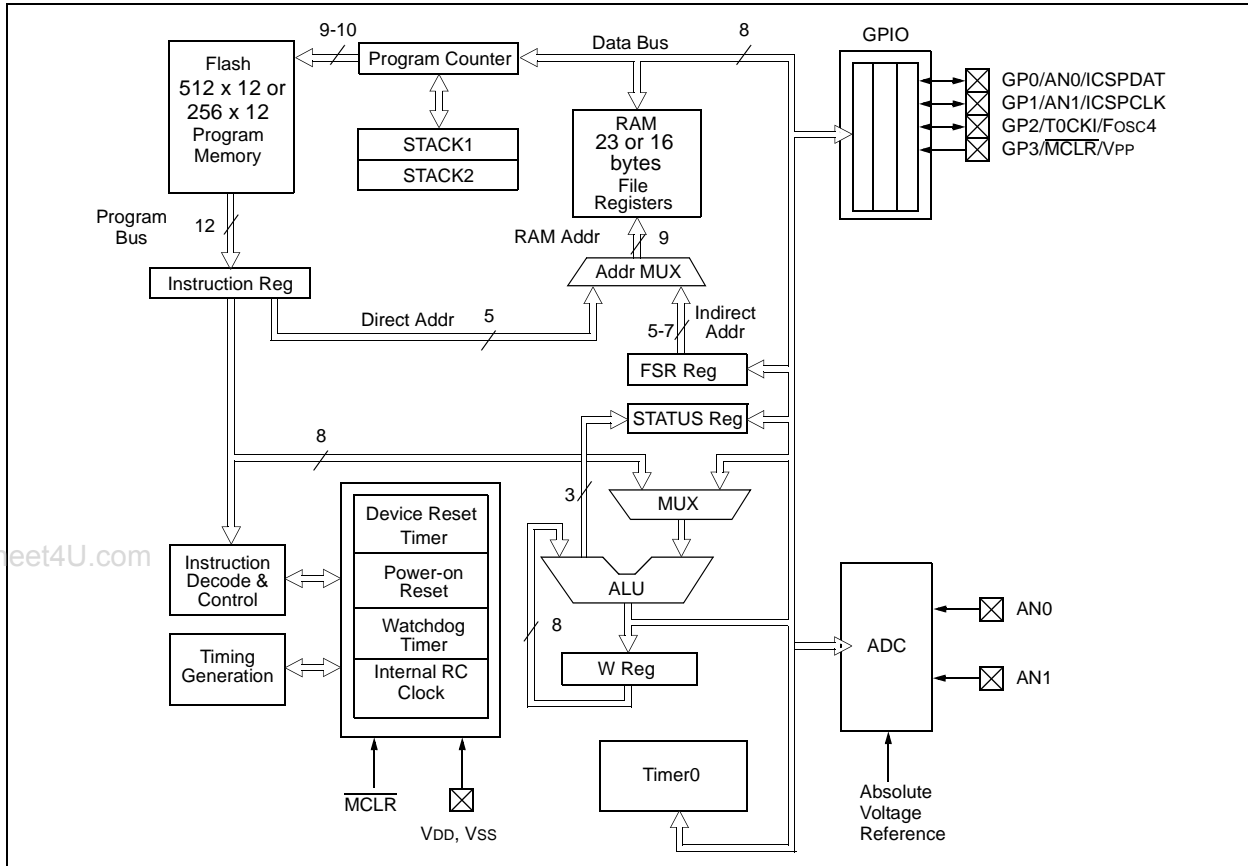 9-10
Data Bus
8
GPIO
Flash
512 x 12 or
256 x 12
Program
Memory
Program Counter
STACK1
STACK2
RAM
23 or 16
bytes
File
Registers
GP0/AN0/ICSPDAT
GP1/AN1/ICSPCLK
GP2/T0CKI/FOSC4
GP3/MCLR/VPP
Program
Bus
12
RAM Addr
9
Addr MUX
Instruction Reg
Direct Addr
5
5-7
Indirect
Addr
FSR Reg
STATUS Reg
8
3
MUX
Device Reset
Timer
Power-on
Reset
Watchdog
Timer
Internal RC
Clock
neet4U.com
Instruction
Decode &
Control
Timing
Generation
ALU
8
W Reg
ADC
AN0
AN1
Timer0
MCLR
VDD, VSS
Absolute
Voltage
Reference